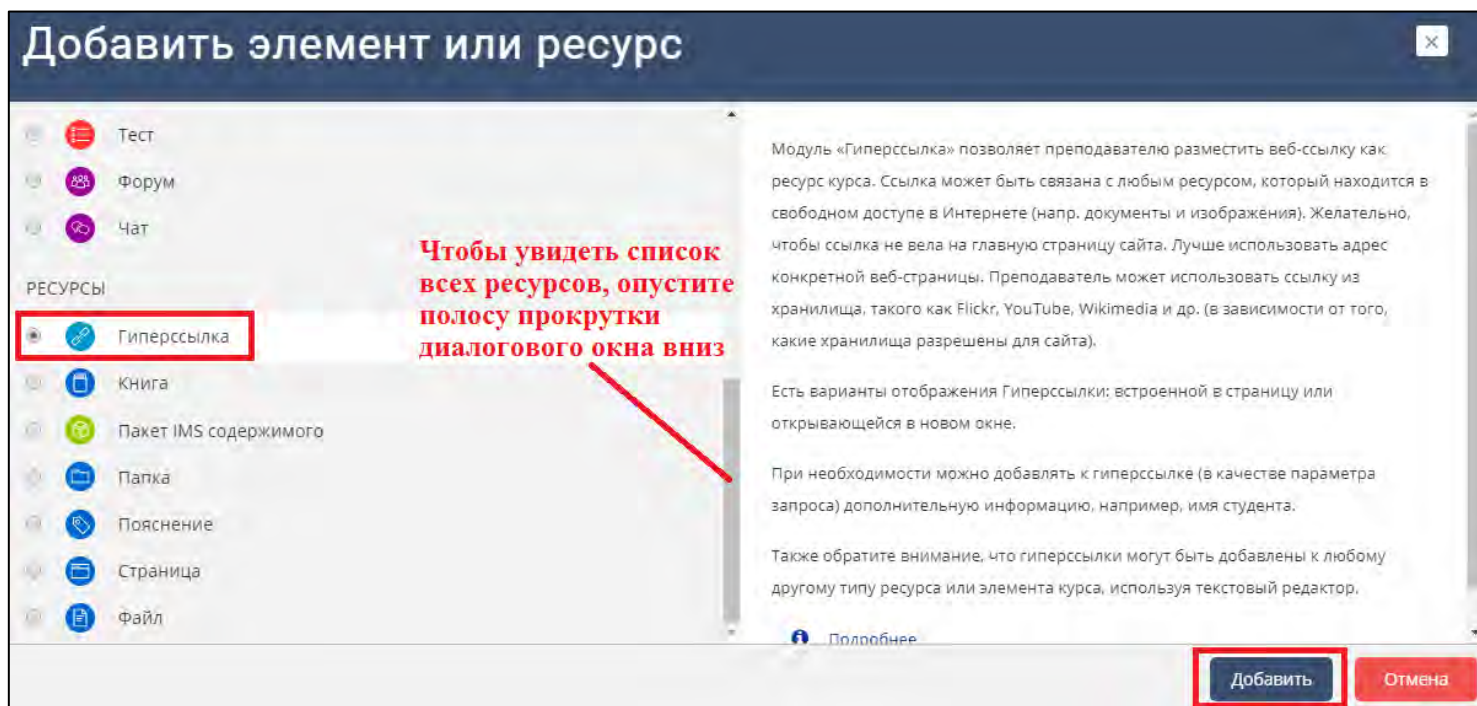 Добавить элемент или ресурс
Тест
Форум
Чат
РЕСУРСЫ
Гиперссылка
Книга
Пакет IMS содержимого
Папка
Пояснение
Страница
Файл
Чтобы увидеть список
всех ресурсов, опустите
полосу прокрутки
диалогового окна вниз
Модуль «Гиперссылка» позволяет преподавателю разместить веб-ссылку как
ресурс курса. Ссылка может быть связана с любым ресурсом, который находится в
свободном доступе в Интернете (напр. документы и изображения). Желательно,
чтобы ссылка не вела на главную страницу сайта. Лучше использовать адрес
конкретной веб-страницы. Преподаватель может использовать ссылку из
хранилища, такого как Flickr, YouTube, Wikimedia и др. (в зависимости от того,
какие хранилища разрешены для сайта).
Есть варианты отображения Гиперссылки: встроенной в страницу или
открывающейся в новом окне.
При необходимости можно добавлять к гиперссылке (в качестве параметра
запроса) дополнительную информацию, например, имя студента.
Также обратите внимание, что гиперссылки могут быть добавлены к любому
другому типу ресурса или элемента курса, используя текстовый редактор.
Подробнее
Добавить
Отмена